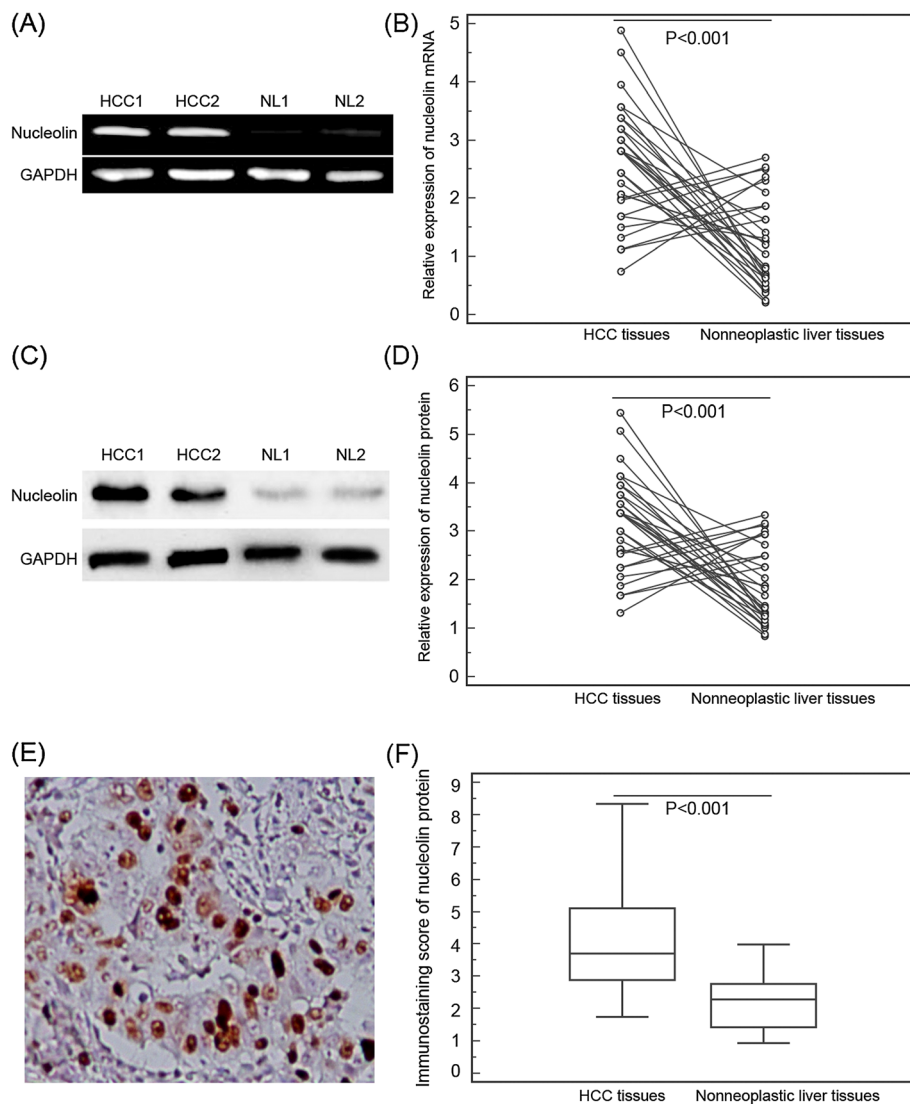 (A)
HCC1 HCC2 NL1 NL2
Nucleolin
GAPDH
(B)
Relative expression of nucleolin mRNA
5
4
3
2
1
0
P<0.001
HCC tissues Nonneoplastic liver tissues
(C)
HCC1 HCC2 NL1 NL2
Nucleolin
GAPDH
(D)
Relative expression of nucleolin protein
6
5
4
3
2
1
0
P<0.001
HCC tissues Nonneoplastic liver tissues
(E)
(F)
Immunostaining score of nucleolin protein
9
8
7
6
5
4
3
2
1
0
P<0.001
HCC tissues Nonneoplastic liver tissues